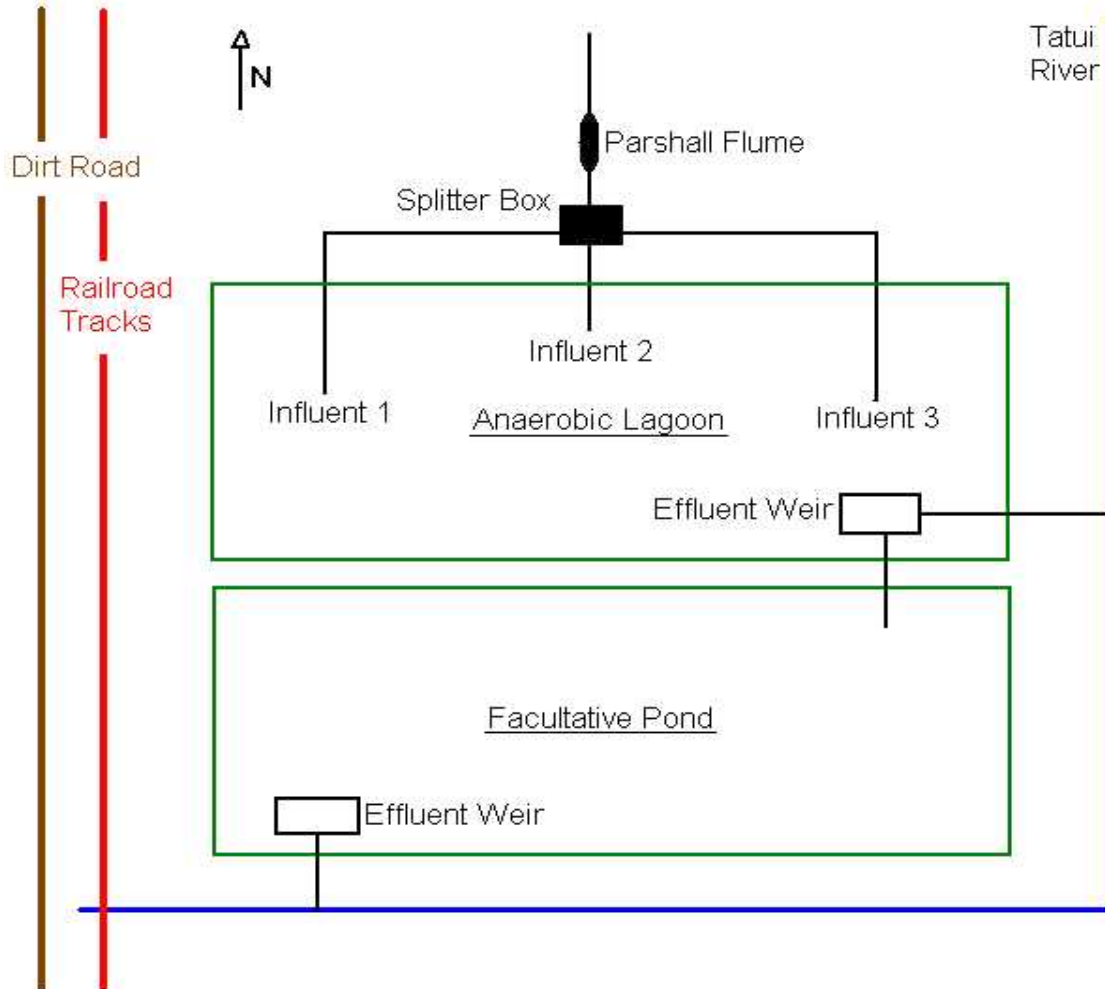 Tatui
River
N
Parshall Flume
Dirt Road
Splitter Box
Railroad
Tracks
Influent 2
Influent 1
Anaerobic Lagoon
Influent 3
Effluent Weir
Facultative Pond
Effluent Weir